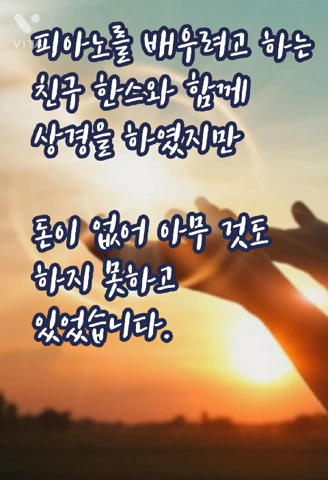 VITA
피아노를 배우려고 하는
친구 한스와 함께
상경을 하였지만
돈이 없어 아무 것도
하지 못하고
있었습니다.